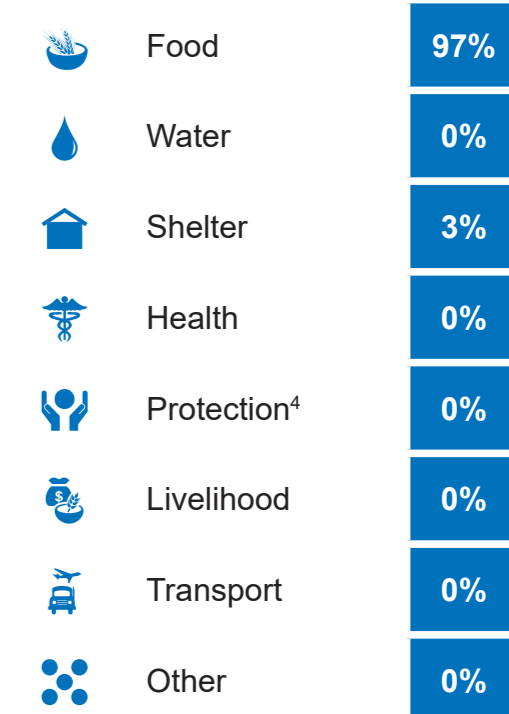 Food 97%
Water 0%
Shelter 3%
Health 0%
Protection⁴ 0%
$ Livelihood 0%
Transport 0%
Other 0%